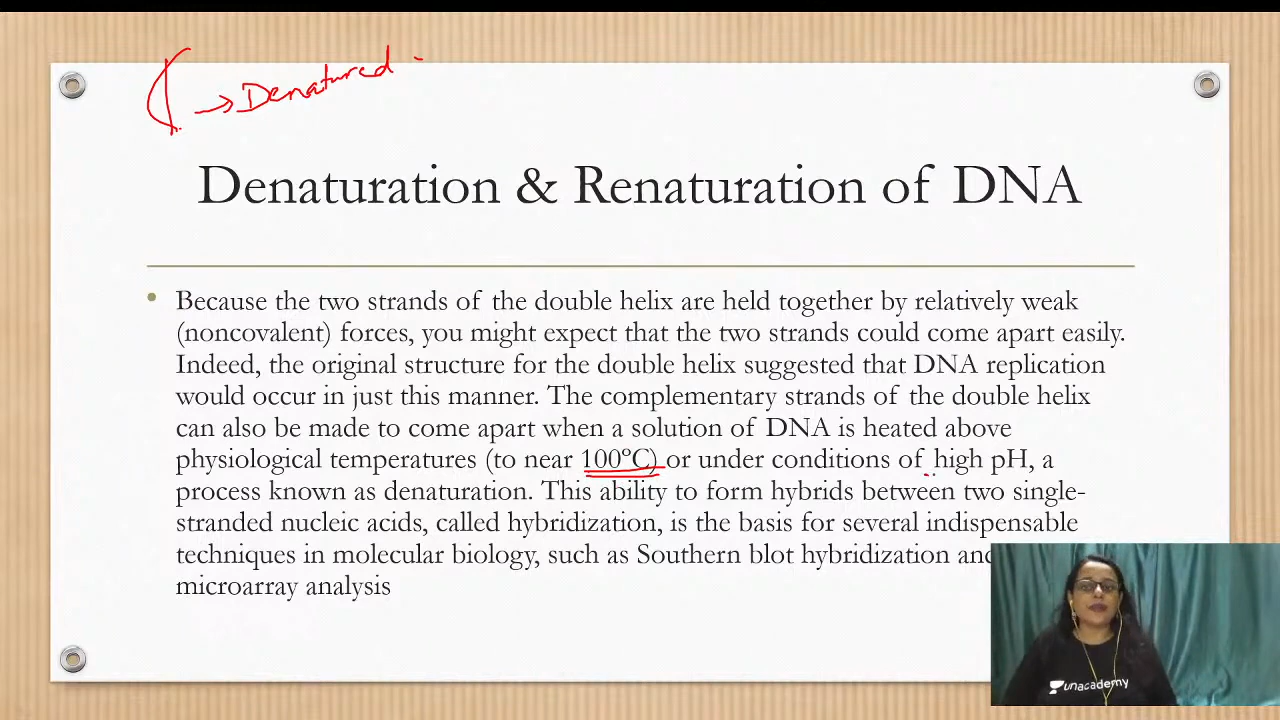 → Denatured
Denaturation & Renaturation of DNA
• Because the two strands of the double helix are held together by relatively weak
(noncovalent) forces, you might expect that the two strands could come apart easily.
Indeed, the original structure for the double helix suggested that DNA replication
would occur in just this manner. The complementary strands of the double helix
can also be made to come apart when a solution of DNA is heated above
physiological temperatures (to near 100ºC) or under conditions of high pH, a
process known as denaturation. This ability to form hybrids between two single-
stranded nucleic acids, called hybridization, is the basis for several indispensable
techniques in molecular biology, such as Southern blot hybridization and
microarray analysis
unacademy